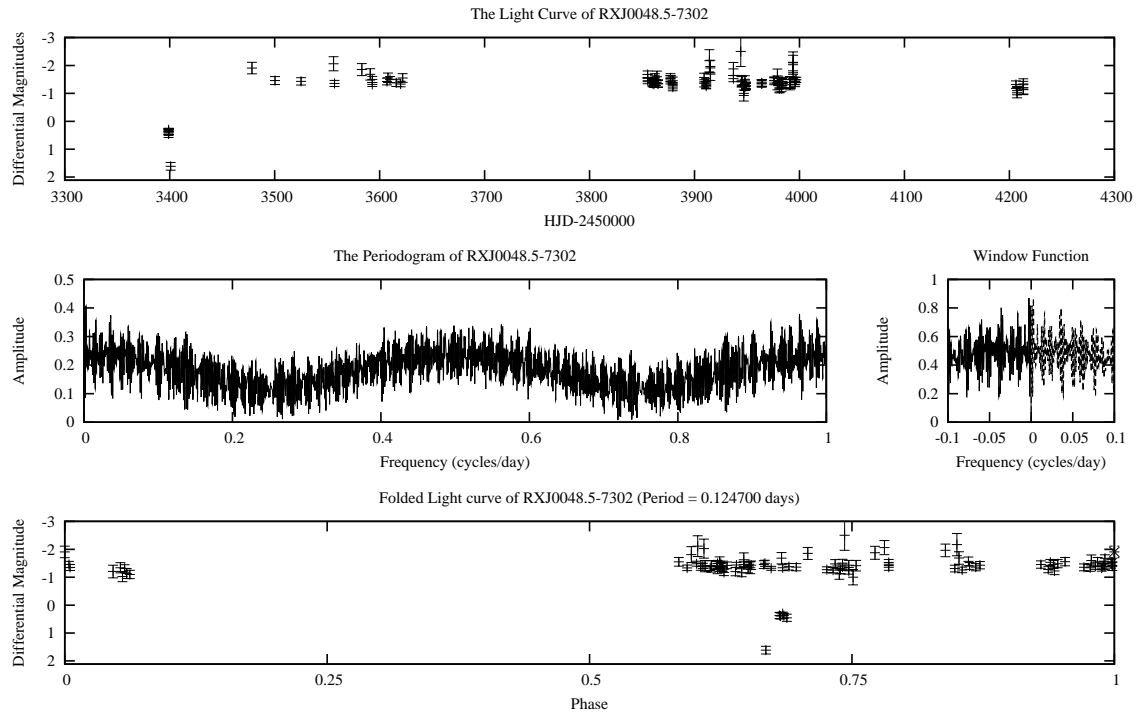 The Light Curve of RXJ0048.5-7302
Differential Magnitudes
-3
-2
-1
0
1
2
3300 3400 3500 3600 3700 3800 3900 4000 4100 4200 4300
HJD-2450000
The Periodogram of RXJ0048.5-7302
Amplitude
0.5
0.4
0.3
0.2
0.1
0
0 0.2 0.4 0.6 0.8 1
Frequency (cycles/day)
Window Function
Amplitude
1
0.8
0.6
0.4
0.2
0
-0.1 -0.05 0 0.05 0.1
Frequency (cycles/day)
Folded Light curve of RXJ0048.5-7302 (Period = 0.124700 days)
Differential Magnitude
-3
-2
-1
0
1
2
0 0.25 0.5 0.75 1
Phase